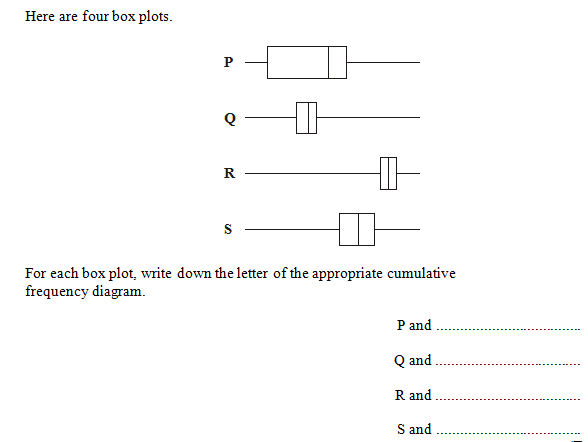 Here are four box plots.
P
Q
R
S
For each box plot, write down the letter of the appropriate cumulative
frequency diagram.
P and ................................
Q and ................................
R and ................................
S and ................................